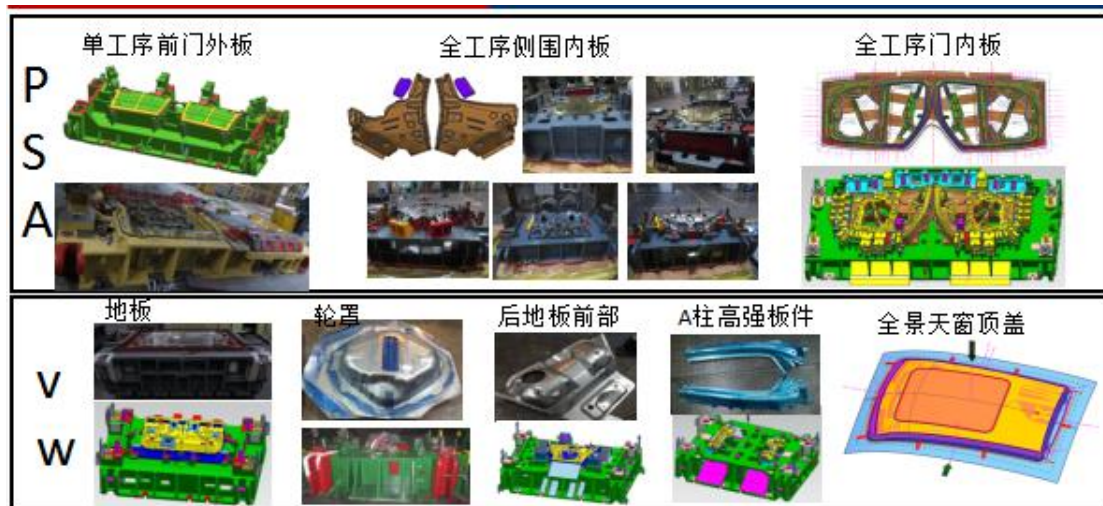 单工序前门外板
全工序侧围内板
全工序门内板
P
S
A
地板
轮罩
后地板前部
A柱高强板件
全景天窗顶盖
v
w